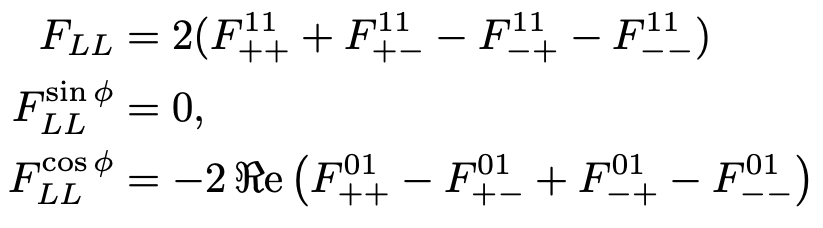 F_{LL} = 2(F^{11}_{++} + F^{11}_{+-} - F^{11}_{-+} - F^{11}_{--})
F^{\sin\phi}_{LL} = 0,
F^{\cos\phi}_{LL} = -2 \Re e (F^{01}_{++} - F^{01}_{+-} + F^{01}_{-+} - F^{01}_{--})